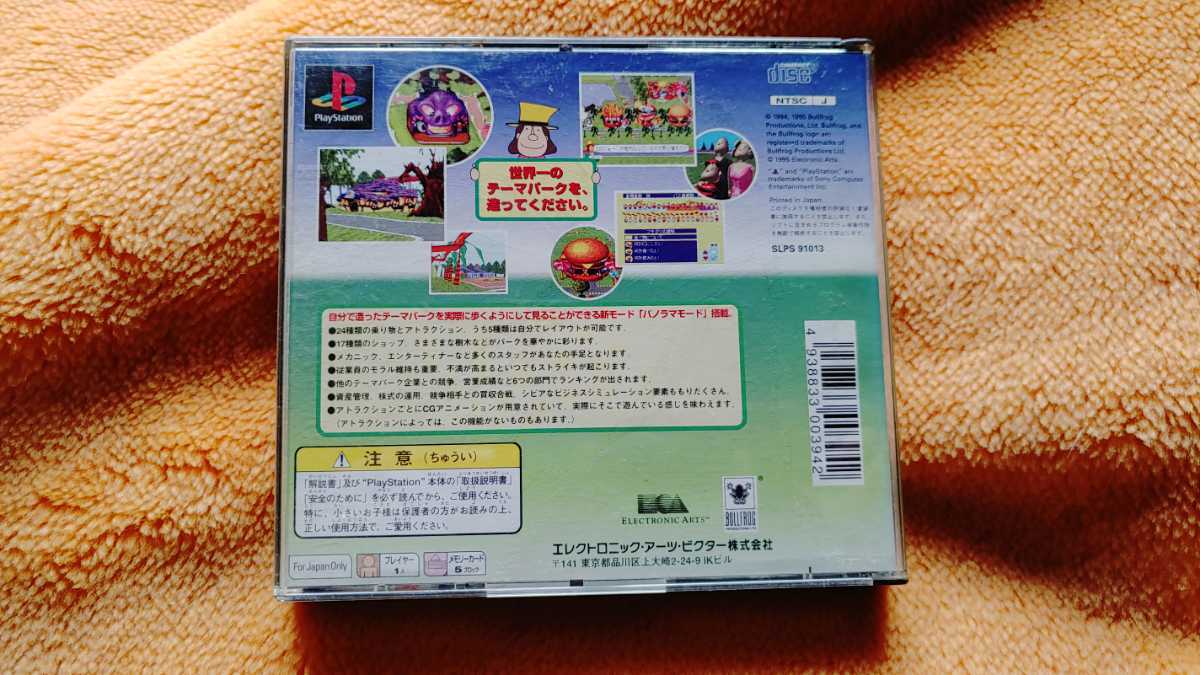 PlayStation
世界一の
テーマパークを、
造ってください。
COMPACT
disc
NTSC J
© 1994, 1995 Bullfrog
Productions, Ltd. Bullfrog, and
the Bullfrog logo are
registered trademarks of
Bullfrog Productions Ltd.
© 1995 Electronic Arts.
" " and "PlayStation" are
trademarks of Sony Computer
Entertainment Inc.
Printed in Japan.
SLPS 91013
自分で造ったテーマパークを実際に歩くようにして見ることができる新モード「パノラマモード」搭載。
●24種類の乗り物とアトラクション、うち5種類は自分でレイアウトが可能です。
●17種類のショップ、さまざまな樹木などがパークを華やかに彩ります。
●メカニック、エンターティナーなど多くのスタッフがあなたの手足となります。
●従業員のモラル維持も重要、不満が高まるといつでもストライキが起こります。
●他のテーマパーク企業との競争、営業成績など6つの部門でランキングが出されます。
●資産管理、株式の運用、競争相手との買収合戦、シビアなビジネスシミュレーション要素ももりだくさん。
●アトラクションごとにCGアニメーションが用意されていて、実際にそこで遊んでいる感じを味わえます。
(アトラクションによっては、この機能がないものもあります。)
4 938833 003942
注意(ちゅうい)
「解説書」及び"PlayStation"本体の「取扱説明書」
「安全のために」を必ず読んでから、ご使用ください。
特に、小さいお子様は保護者の方がお読みの上、
正しい使用方法で、ご愛用ください。
ELECTRONIC ARTS™
BULLFROG
エレクトロニック・アーツ・ビクター株式会社
〒141 東京都品川区上大崎2-24-9 IKビル
For Japan Only
プレイヤー
1人
メモリーカード
5ブロック